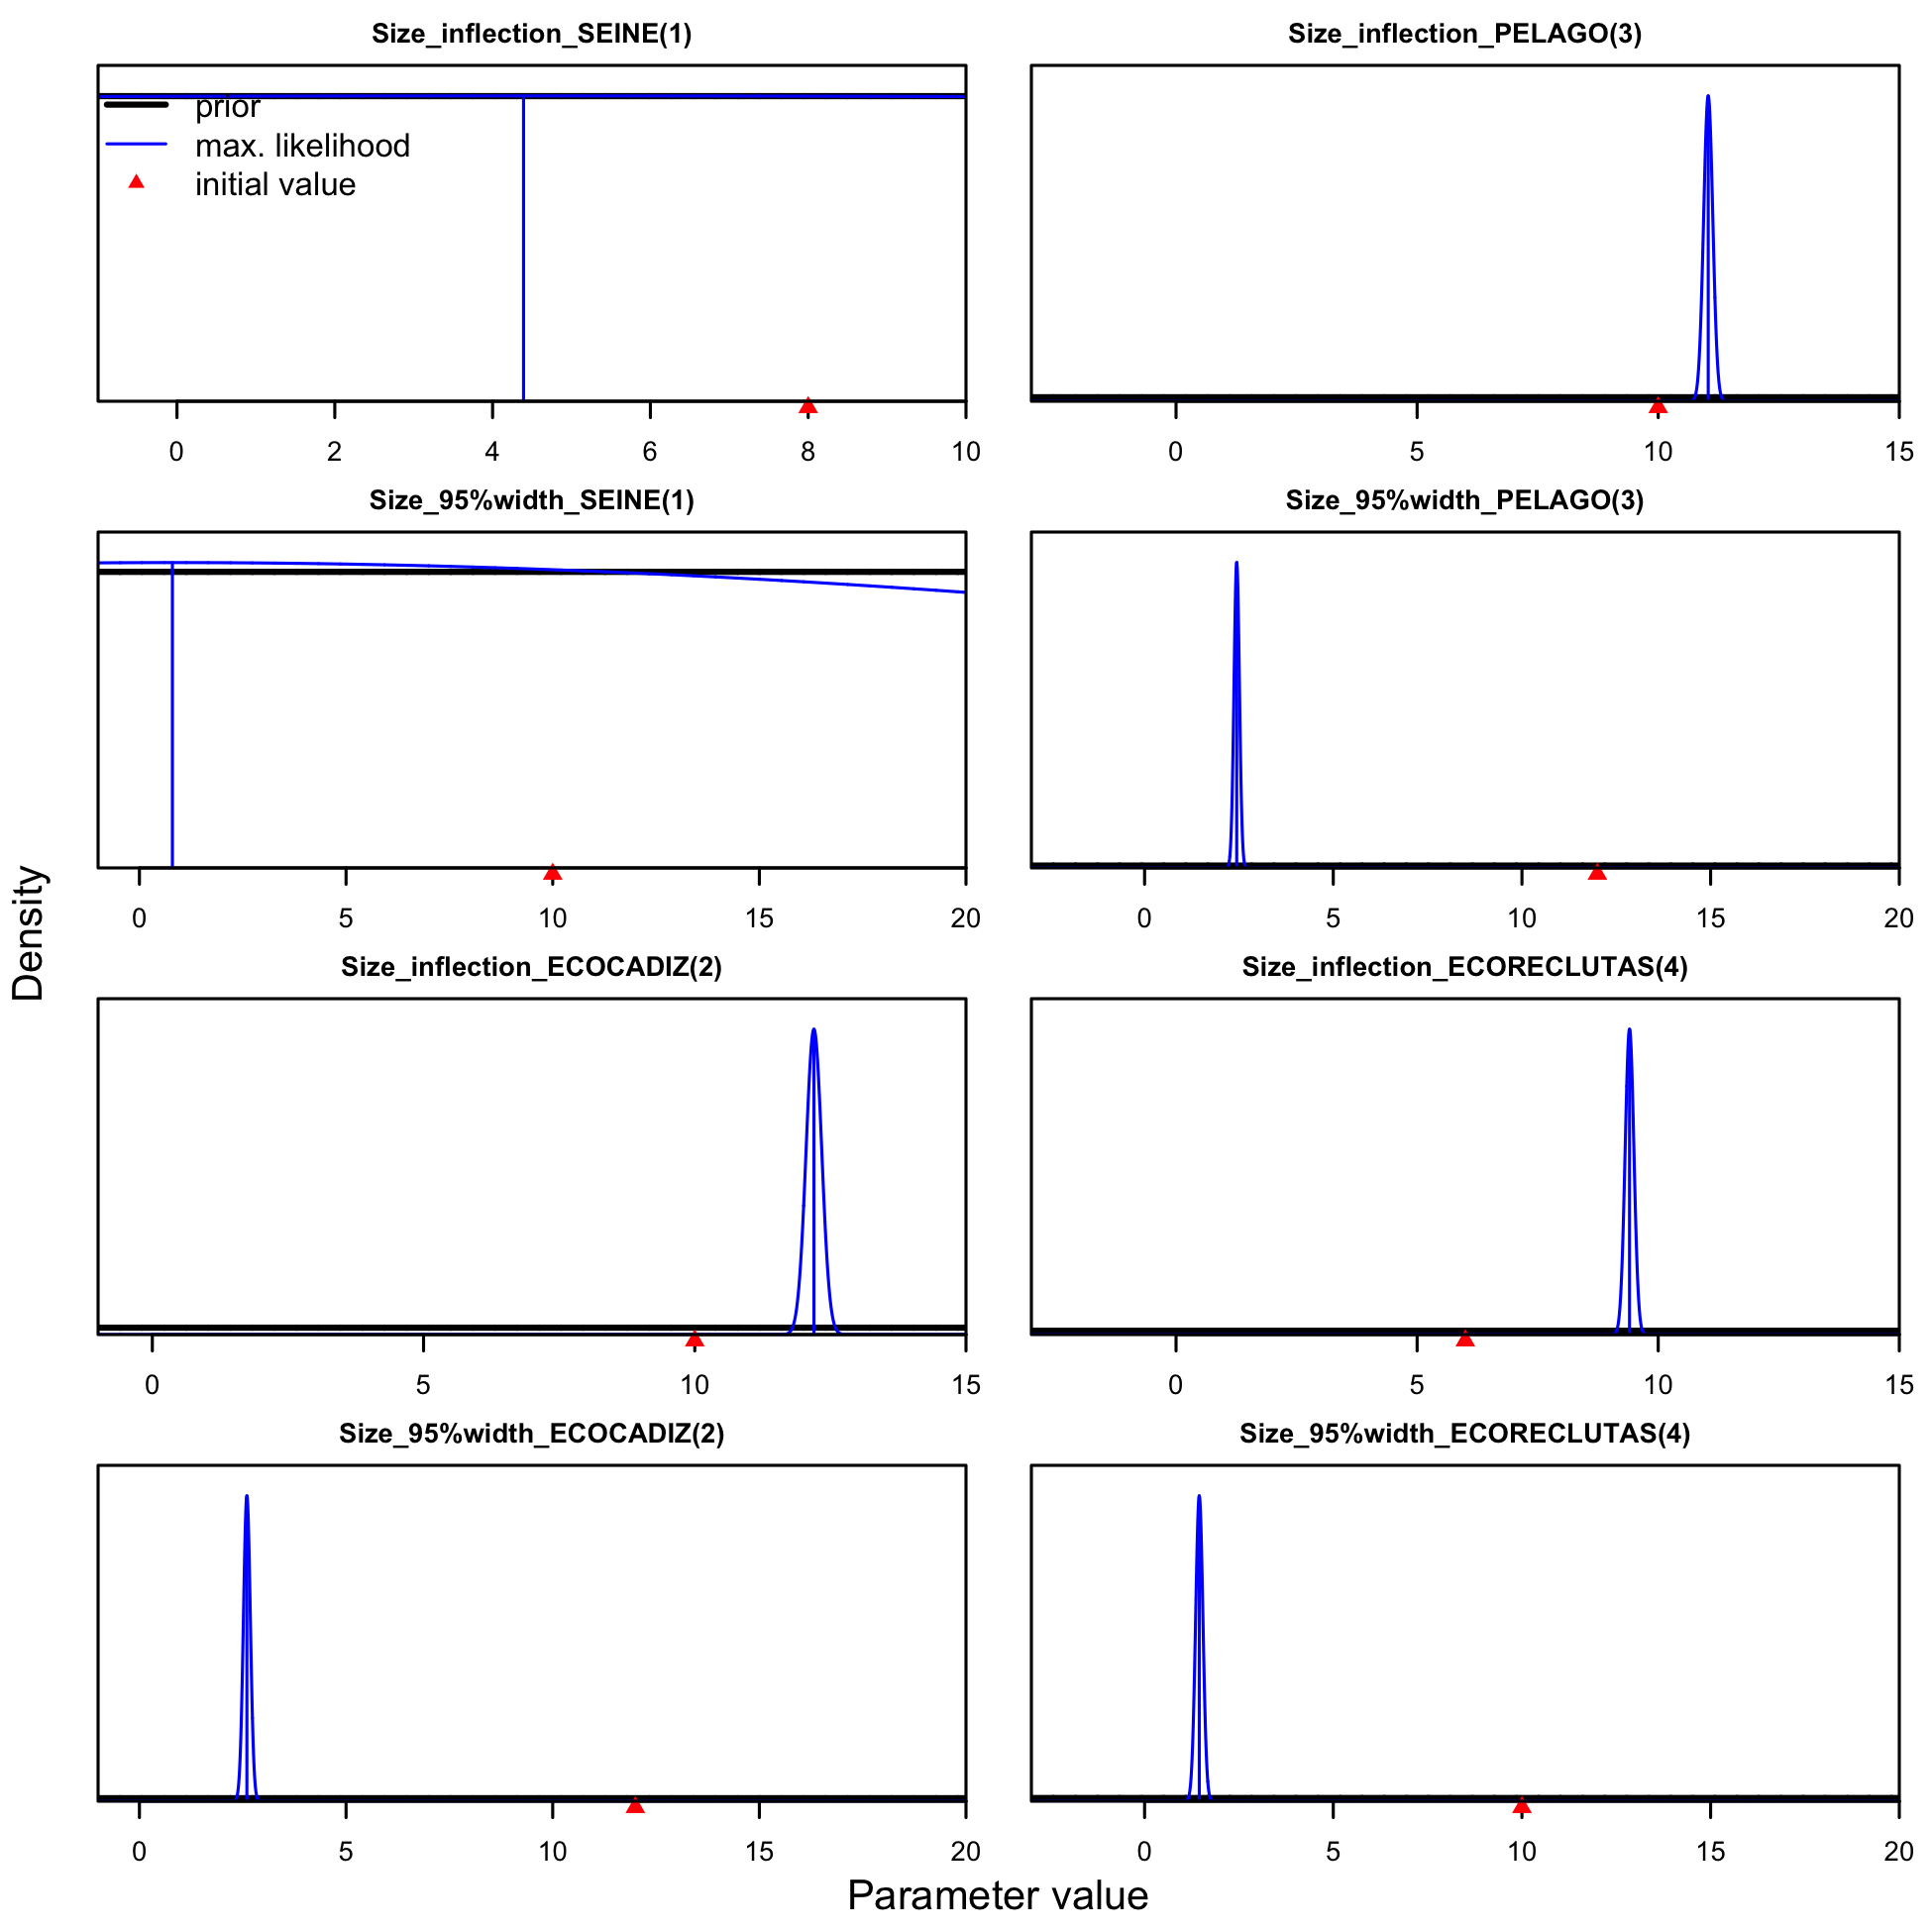 Size_inflection_SEINE(1)
prior
max. likelihood
initial value
0 2 4 6 8 10
Size_inflection_PELAGO(3)
0 5 10 15
Size_95%width_SEINE(1)
0 5 10 15 20
Size_95%width_PELAGO(3)
0 5 10 15 20
Size_inflection_ECOCADIZ(2)
0 5 10 15
Size_inflection_ECORECLUTAS(4)
0 5 10 15
Size_95%width_ECOCADIZ(2)
0 5 10 15 20
Size_95%width_ECORECLUTAS(4)
0 5 10 15 20
Density
Parameter value